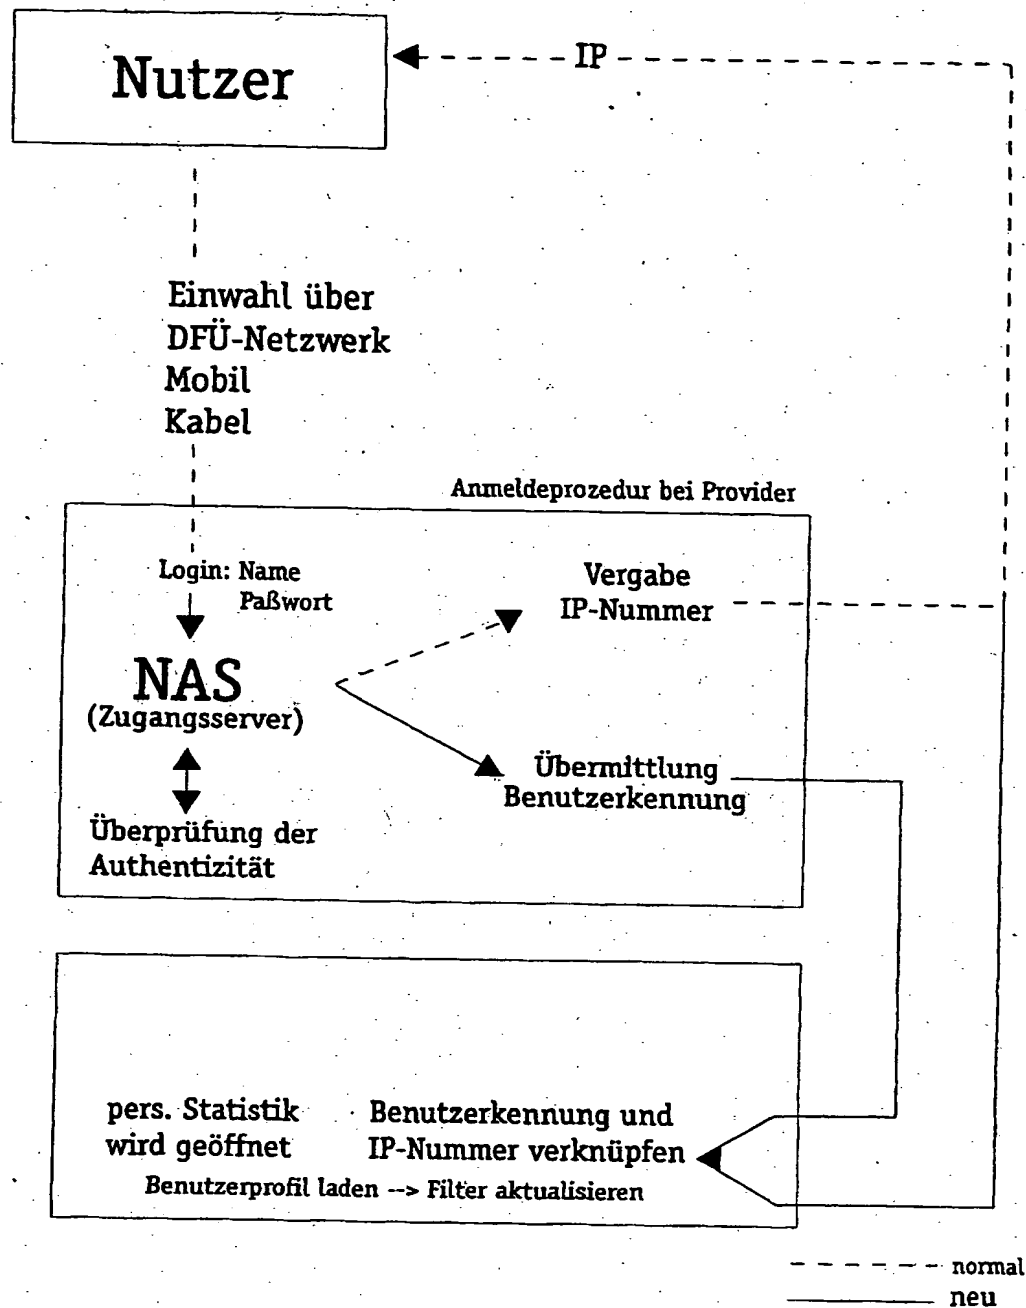 Nutzer
IP
Einwahl über
DFÜ-Netzwerk
Mobil
Kabel
Anmeldeprozedur bei Provider
Login: Name
Paßwort
Vergabe
IP-Nummer
NAS
(Zugangsserver)
Übermittlung
Benutzerkennung
Überprüfung der
Authentizität
pers. Statistik
wird geöffnet
Benutzerkennung und
IP-Nummer verknüpfen
Benutzerprofil laden --> Filter aktualisieren
normal
neu